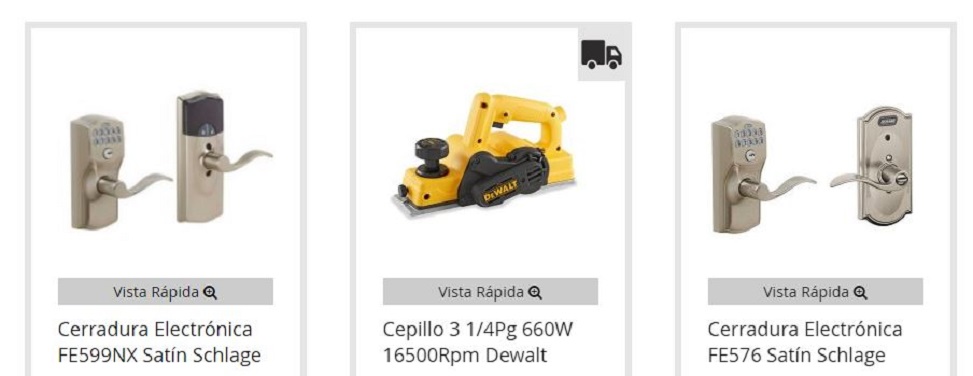 DEWALT
Vista Rápida
Cerradura Electrónica
FE599NX Satín Schlage
Vista Rápida
Cepillo 3 1/4Pg 660W
16500Rpm Dewalt
Vista Rápida
Cerradura Electrónica
FE576 Satín Schlage